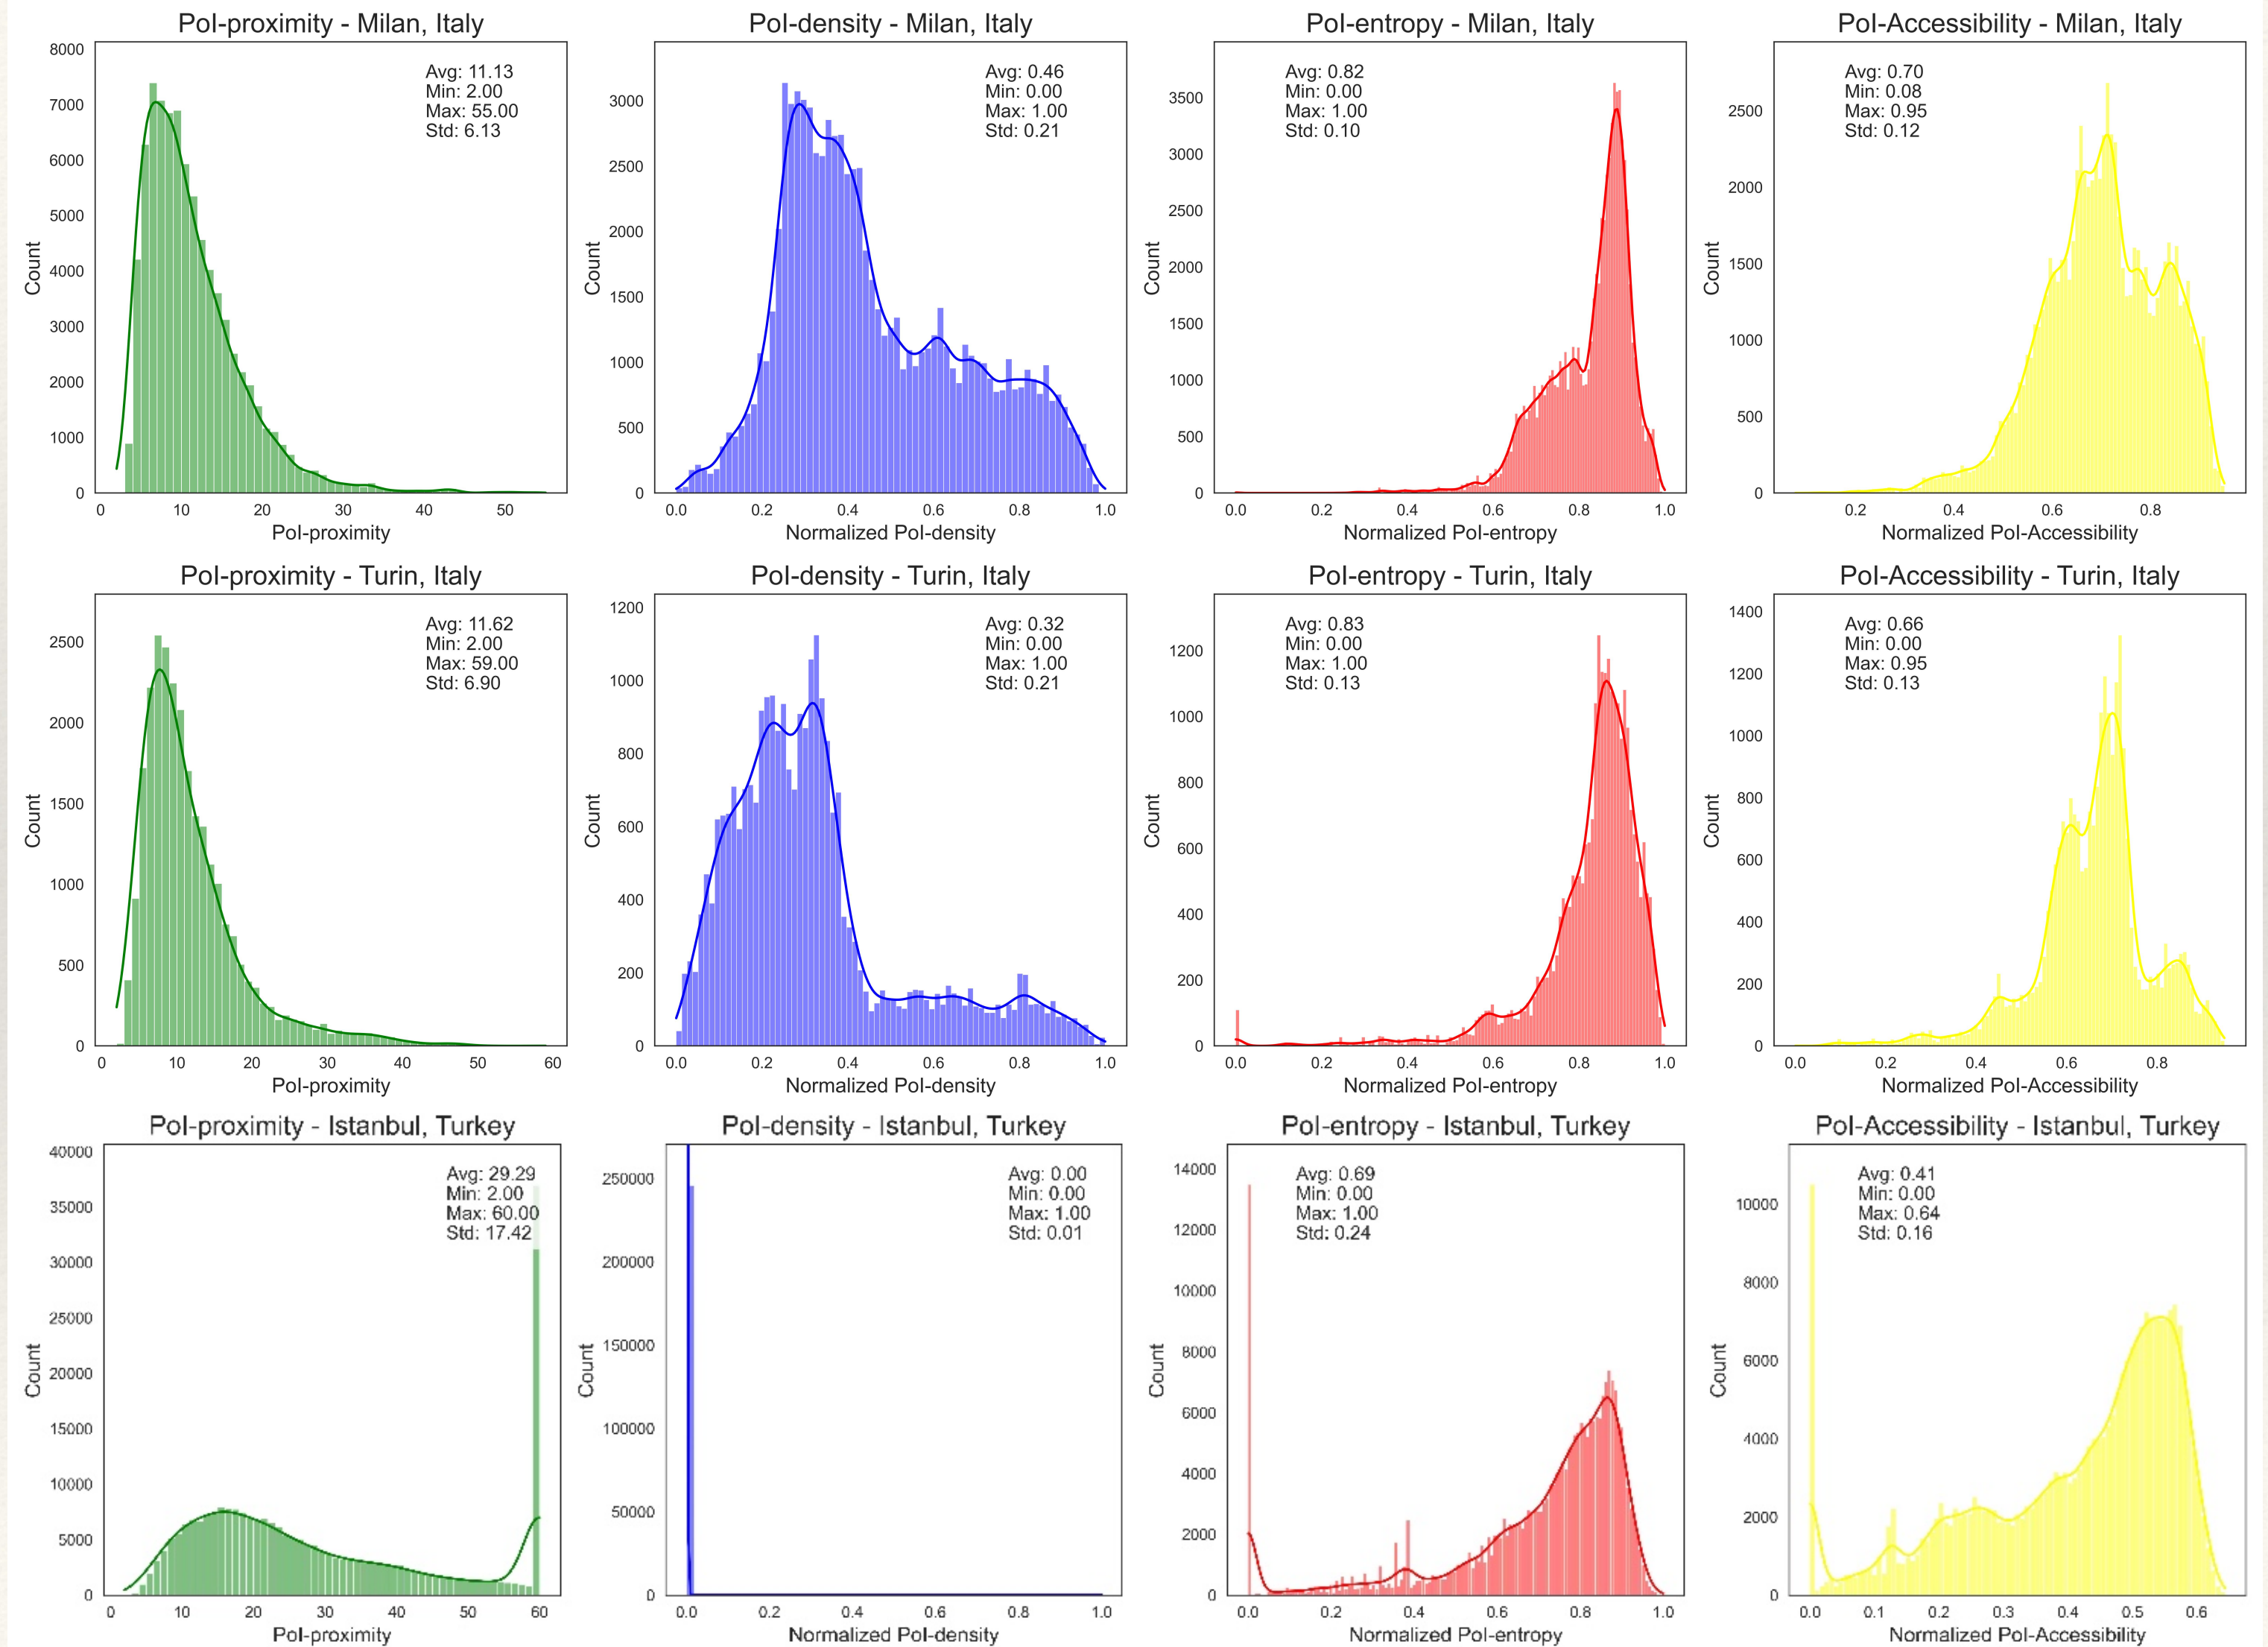 PoI-proximity - Milan, Italy
Avg: 11.13
Min: 2.00
Max: 55.00
Std: 6.13
8000
7000
6000
5000
4000
3000
2000
1000
0
Count
0 10 20 30 40 50
PoI-proximity
PoI-density - Milan, Italy
Avg: 0.46
Min: 0.00
Max: 1.00
Std: 0.21
3000
2500
2000
1500
1000
500
0
Count
0.0 0.2 0.4 0.6 0.8 1.0
Normalized PoI-density
PoI-entropy - Milan, Italy
Avg: 0.82
Min: 0.00
Max: 1.00
Std: 0.10
3500
3000
2500
2000
1500
1000
500
0
Count
0.0 0.2 0.4 0.6 0.8 1.0
Normalized PoI-entropy
PoI-Accessibility - Milan, Italy
Avg: 0.70
Min: 0.08
Max: 0.95
Std: 0.12
2500
2000
1500
1000
500
0
Count
0.2 0.4 0.6 0.8
Normalized PoI-Accessibility
PoI-proximity - Turin, Italy
Avg: 11.62
Min: 2.00
Max: 59.00
Std: 6.90
2500
2000
1500
1000
500
0
Count
0 10 20 30 40 50 60
PoI-proximity
PoI-density - Turin, Italy
Avg: 0.32
Min: 0.00
Max: 1.00
Std: 0.21
1200
1000
800
600
400
200
0
Count
0.0 0.2 0.4 0.6 0.8 1.0
Normalized PoI-density
PoI-entropy - Turin, Italy
Avg: 0.83
Min: 0.00
Max: 1.00
Std: 0.13
1200
1000
800
600
400
200
0
Count
0.0 0.2 0.4 0.6 0.8 1.0
Normalized PoI-entropy
PoI-Accessibility - Turin, Italy
Avg: 0.66
Min: 0.00
Max: 0.95
Std: 0.13
1400
1200
1000
800
600
400
200
0
Count
0.0 0.2 0.4 0.6 0.8
Normalized PoI-Accessibility
PoI-proximity - Istanbul, Turkey
Avg: 29.29
Min: 2.00
Max: 60.00
Std: 17.42
40000
35000
30000
25000
20000
15000
10000
5000
0
Count
0 10 20 30 40 50 60
PoI-proximity
PoI-density - Istanbul, Turkey
Avg: 0.00
Min: 0.00
Max: 1.00
Std: 0.01
250000
200000
150000
100000
50000
0
Count
0.0 0.2 0.4 0.6 0.8 1.0
Normalized PoI-density
PoI-entropy - Istanbul, Turkey
Avg: 0.69
Min: 0.00
Max: 1.00
Std: 0.24
14000
12000
10000
8000
6000
4000
2000
0
Count
0.0 0.2 0.4 0.6 0.8 1.0
Normalized PoI-entropy
PoI-Accessibility - Istanbul, Turkey
Avg: 0.41
Min: 0.00
Max: 0.64
Std: 0.16
10000
8000
6000
4000
2000
0
Count
0.0 0.1 0.2 0.3 0.4 0.5 0.6
Normalized PoI-Accessibility